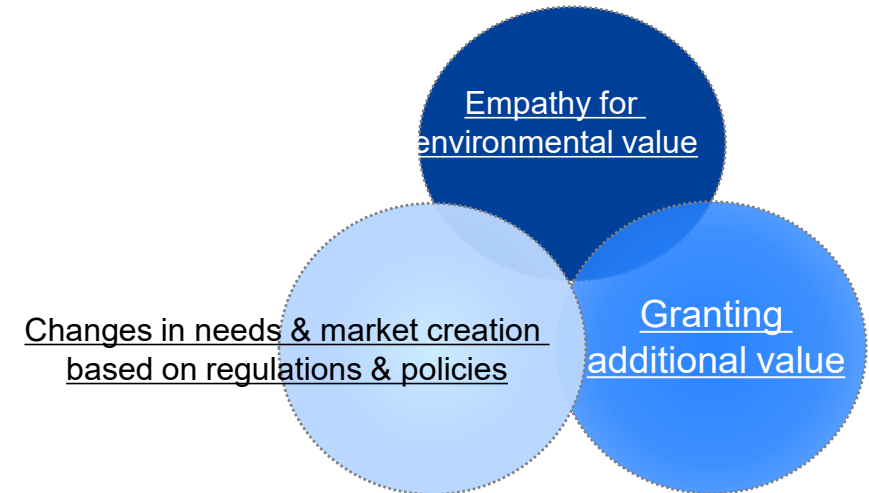 Empathy for
environmental value
Changes in needs & market creation
based on regulations & policies
Granting
additional value